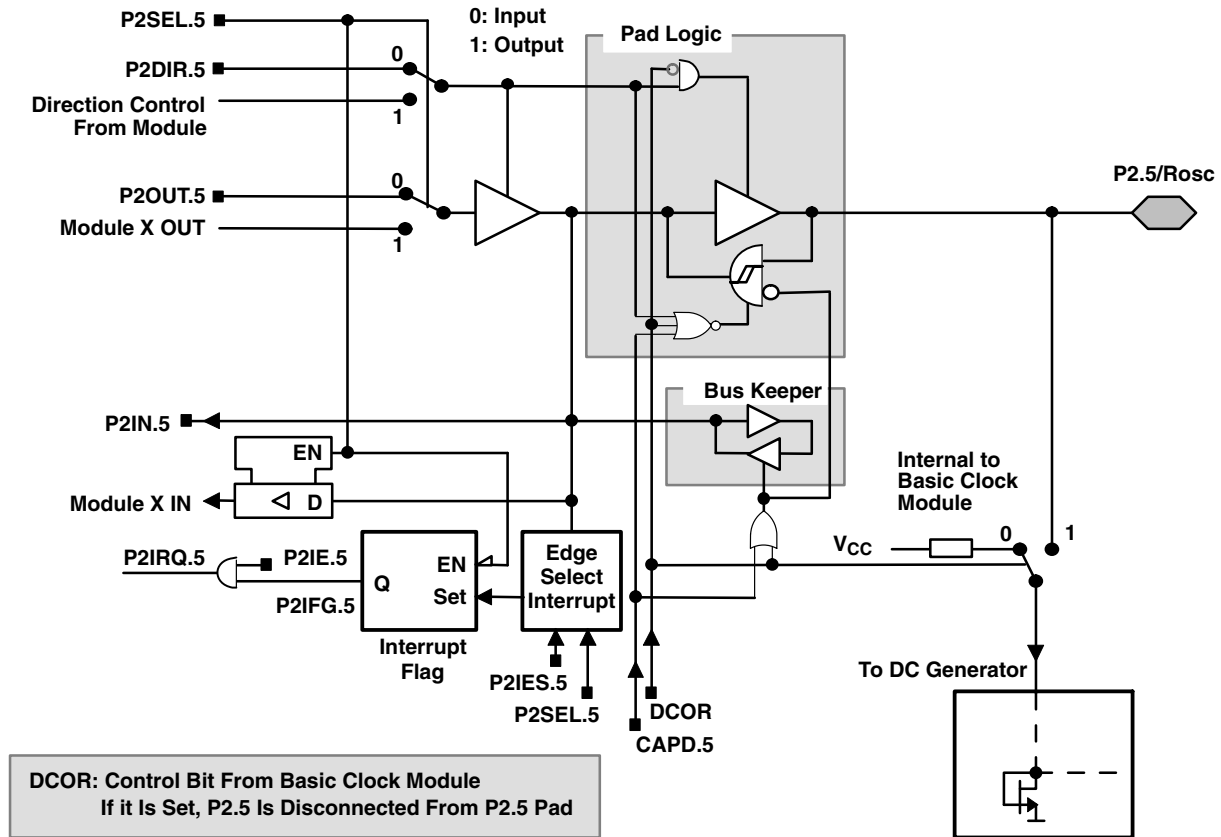 P2SEL.5
0: Input
1: Output
Pad Logic
P2DIR.5
0
Direction Control
From Module
1
P2OUT.5
0
Module X OUT
1
P2.5/Rosc
Bus Keeper
P2IN.5
EN
Module X IN
D
Internal to
Basic Clock
Module
0
1
VCC
P2IRQ.5
P2IE.5
P2IFG.5
Q
EN
Set
Interrupt
Flag
Edge
Select
Interrupt
P2IES.5
P2SEL.5
DCOR
CAPD.5
To DC Generator
DCOR: Control Bit From Basic Clock Module
If it Is Set, P2.5 Is Disconnected From P2.5 Pad